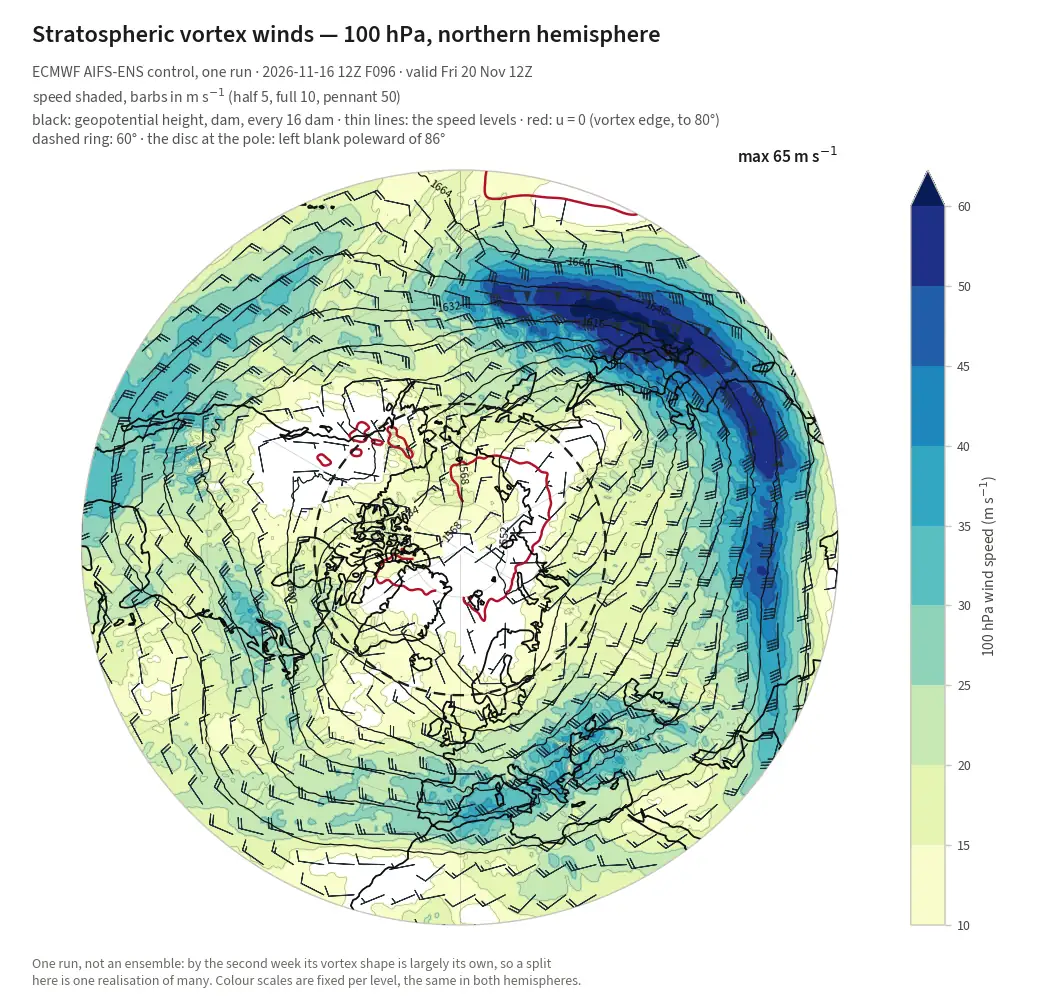 Stratospheric vortex winds — 100 hPa, northern hemisphere
ECMWF AIFS-ENS control, one run · 2026-11-16 12Z F096 · valid Fri 20 Nov 12Z
speed shaded, barbs in m s⁻¹ (half 5, full 10, pennant 50)
black: geopotential height, dam, every 16 dam · thin lines: the speed levels · red: u = 0 (vortex edge, to 80°)
dashed ring: 60° · the disc at the pole: left blank poleward of 86°
max 65 m s⁻¹
1664
1664
1632
1568
1568
1552
60
50
45
40
35
30
25
20
15
10
100 hPa wind speed (m s⁻¹)
One run, not an ensemble: by the second week its vortex shape is largely its own, so a split
here is one realisation of many. Colour scales are fixed per level, the same in both hemispheres.